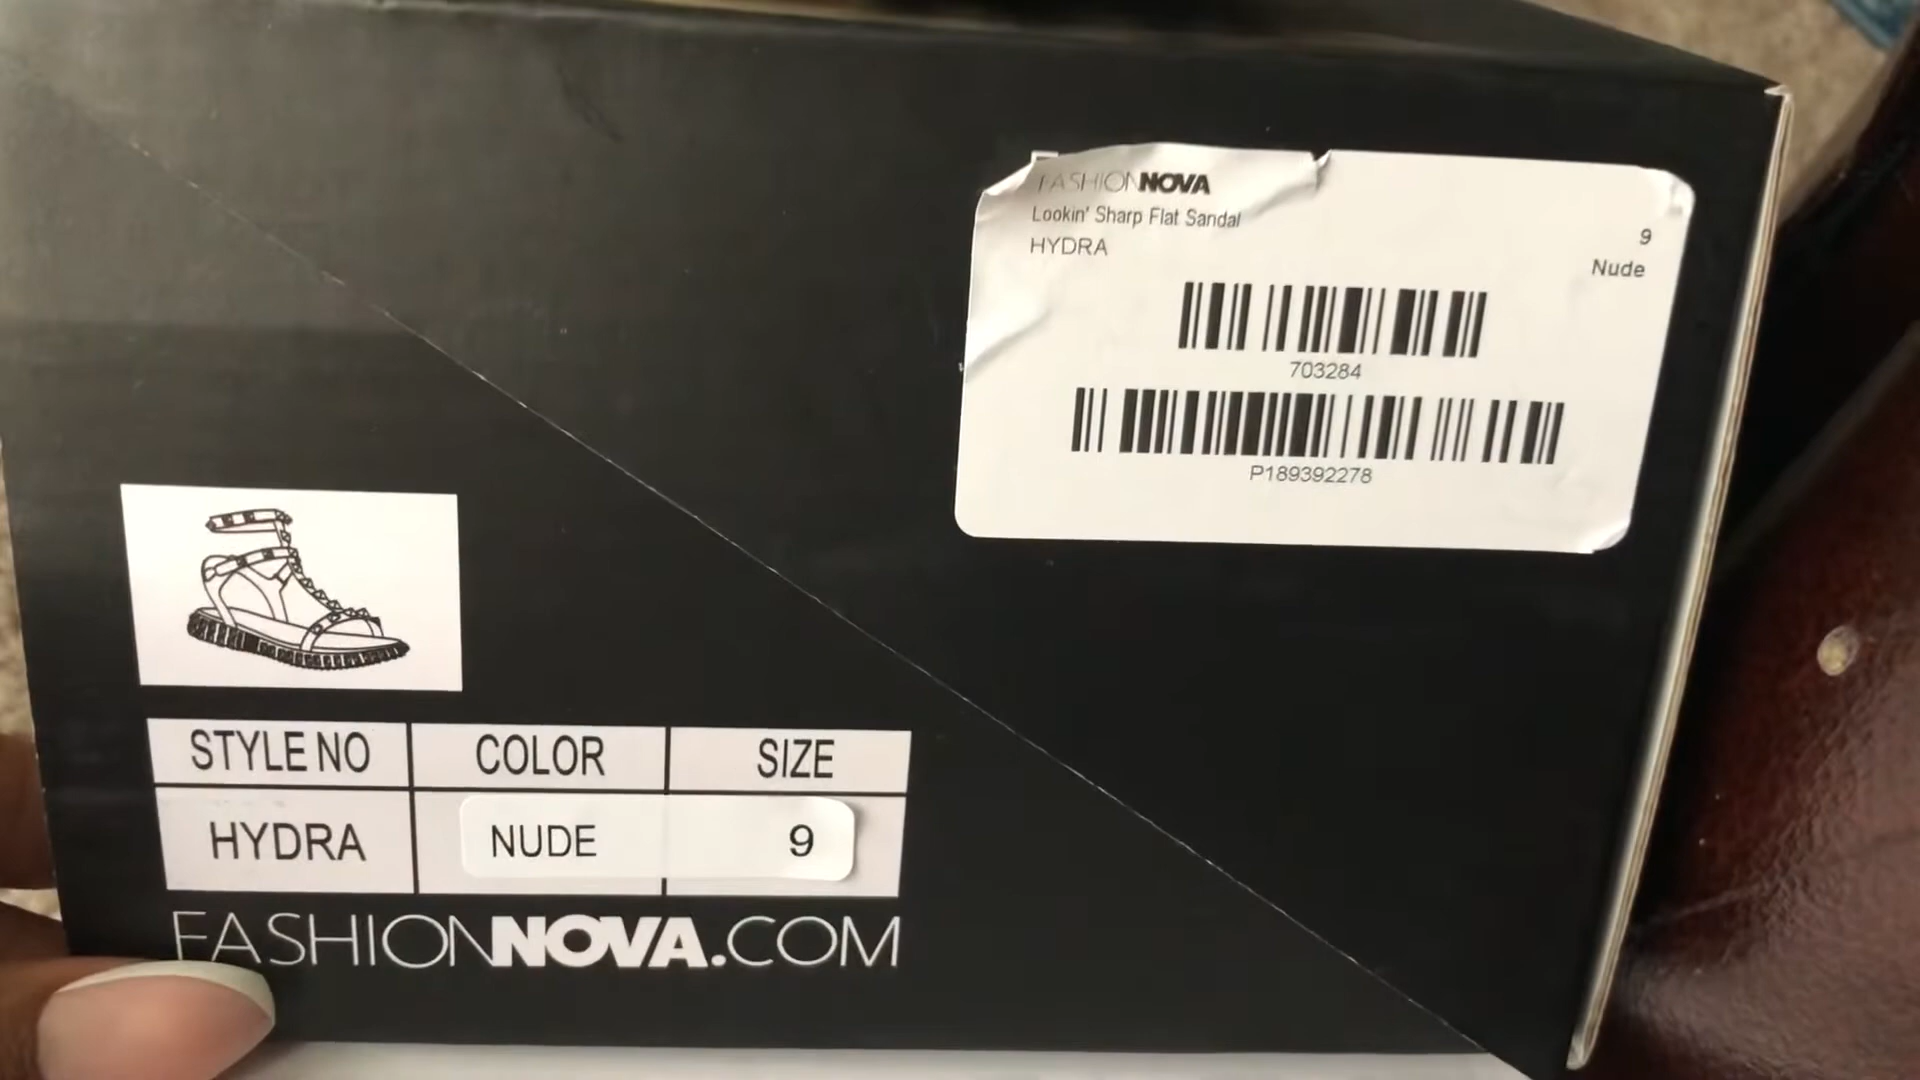 FASHIONNOVA
Lookin' Sharp Flat Sandal
HYDRA
9
Nude
703284
P189392278
STYLE NO COLOR SIZE
HYDRA NUDE 9
FASHIONNOVA.COM